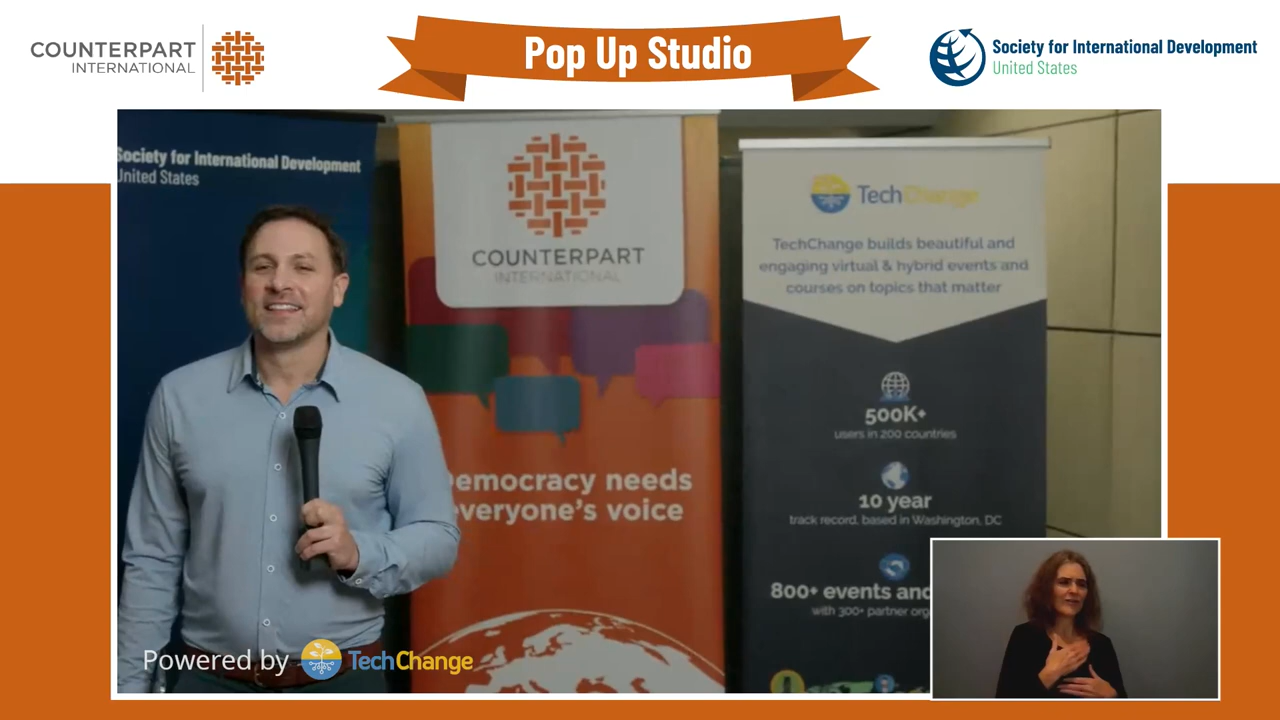 COUNTERPART
INTERNATIONAL
Pop Up Studio
Society for International Development
United States
Society for International Development
United States
COUNTERPART
INTERNATIONAL
Democracy needs
everyone's voice
TechChange
TechChange builds beautiful and
engaging virtual & hybrid events and
courses on topics that matter
500K+
users in 200 countries
10 year
track record, based in Washington, DC
800+ events and
with 300+ partner org
Powered by TechChange